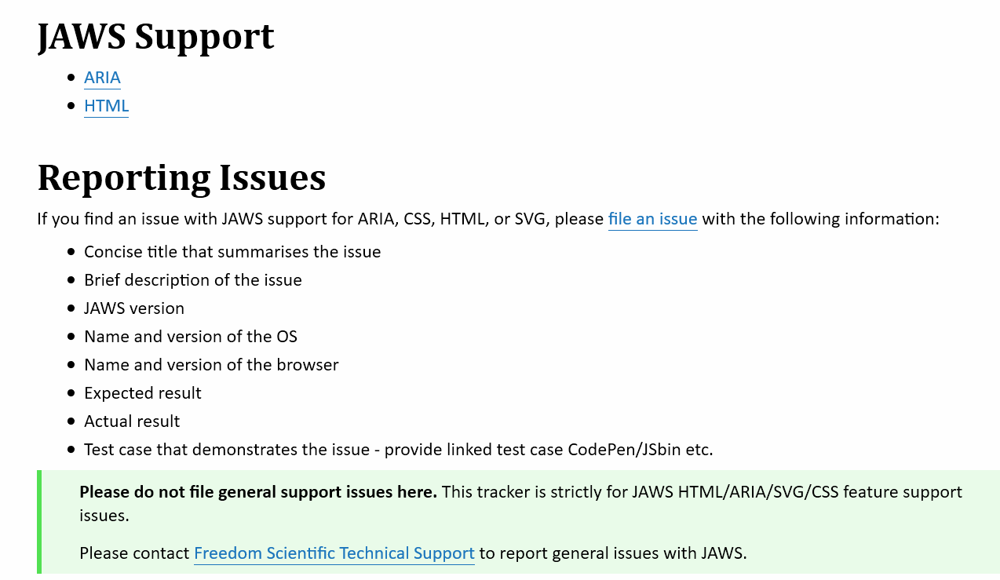 JAWS Support
ARIA
HTML
Reporting Issues
If you find an issue with JAWS support for ARIA, CSS, HTML, or SVG, please file an issue with the following information:
Concise title that summarises the issue
Brief description of the issue
JAWS version
Name and version of the OS
Name and version of the browser
Expected result
Actual result
Test case that demonstrates the issue - provide linked test case CodePen/JSbin etc.
Please do not file general support issues here. This tracker is strictly for JAWS HTML/ARIA/SVG/CSS feature support
issues.
Please contact Freedom Scientific Technical Support to report general issues with JAWS.